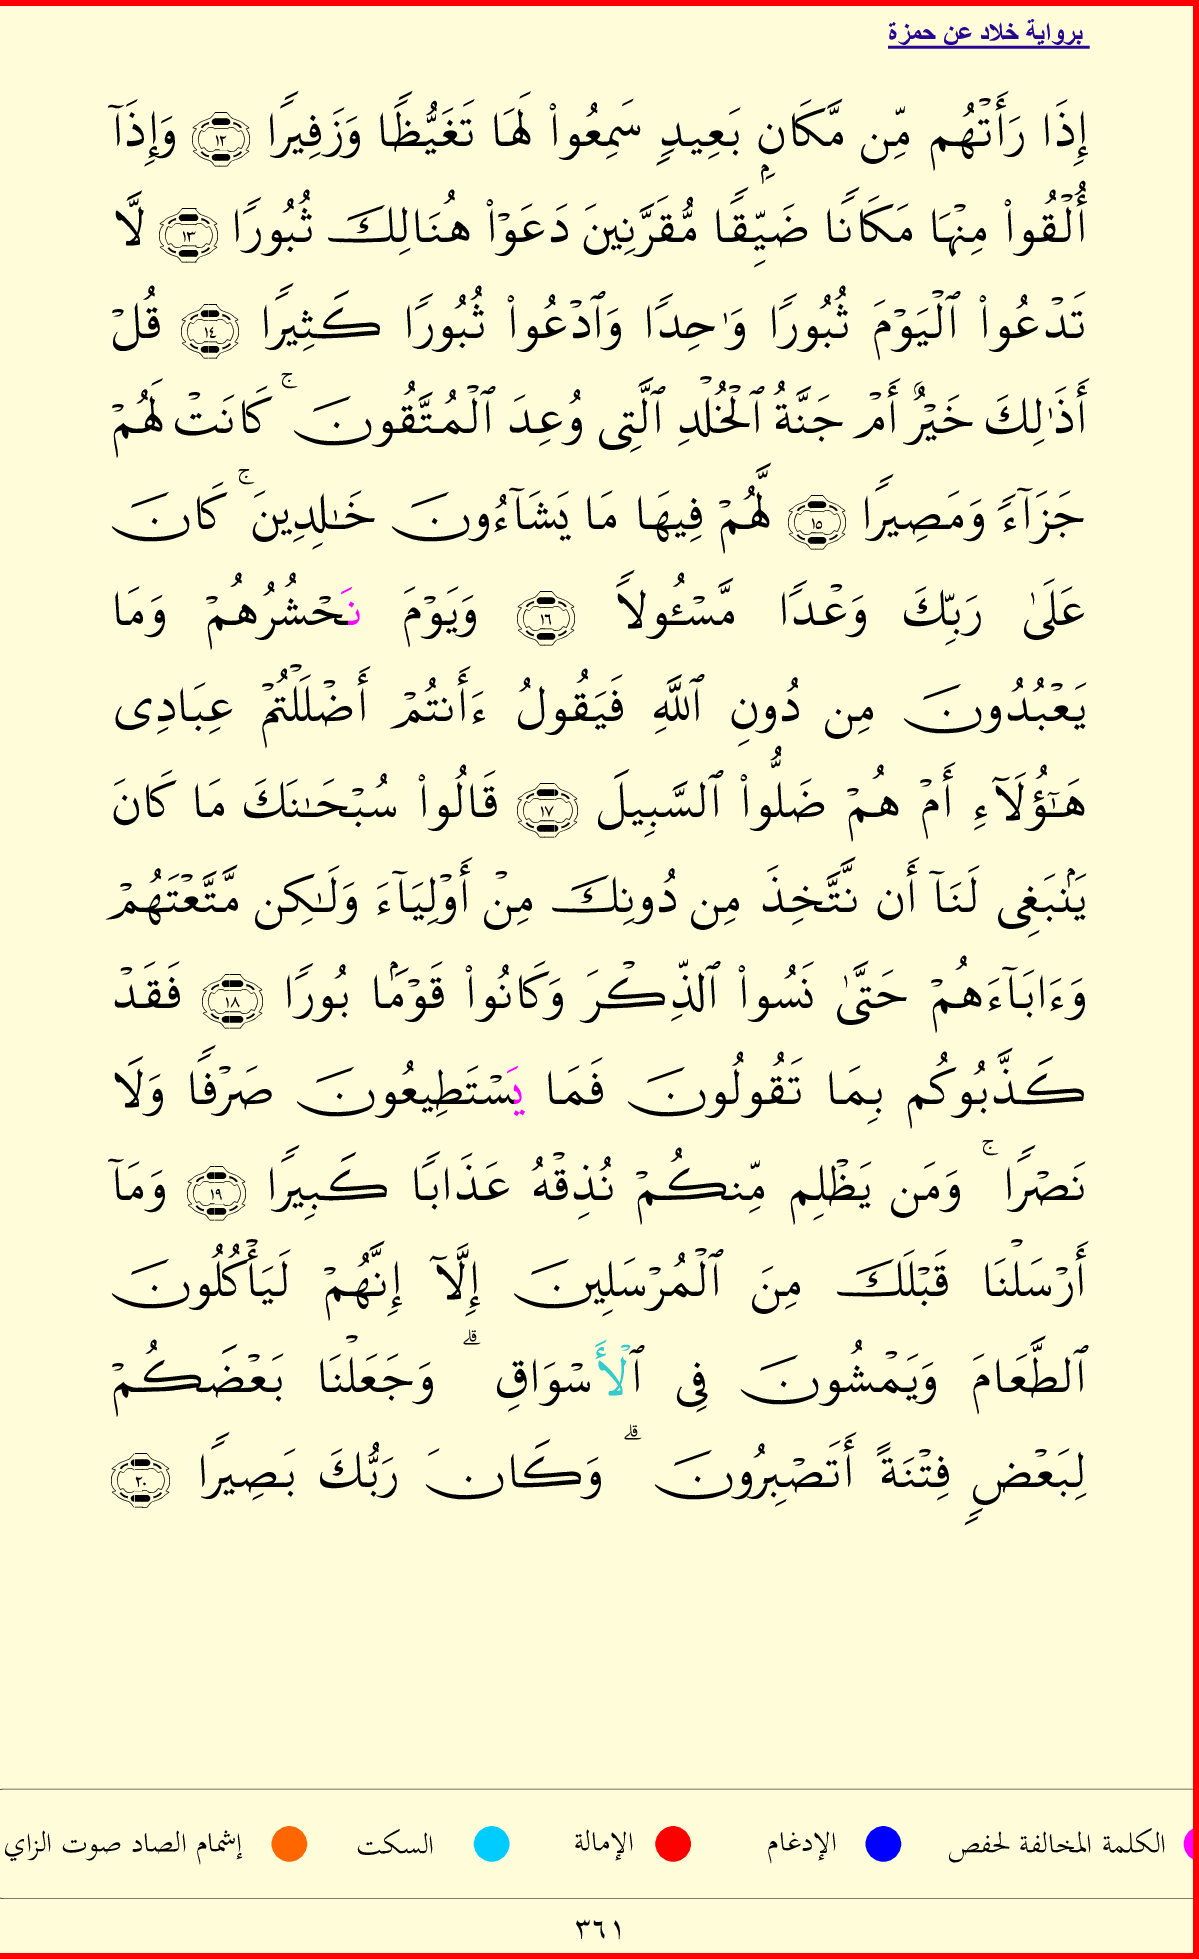 برواية خلاد عن حمزة
إِذَا رَأَتْهُم مِّن مَّكَانٍۭ بَعِيدٍ سَمِعُوا۟ لَهَا تَغَيُّظًا وَزَفِيرًا ١٢ وَإِذَآ
أُلْقُوا۟ مِنْهَا مَكَانًا ضَيِّقًا مُّقَرَّنِينَ دَعَوْا۟ هُنَالِكَ ثُبُورًا ١٣ لَّا
تَدْعُوا۟ ٱلْيَوْمَ ثُبُورًا وَٰحِدًا وَٱدْعُوا۟ ثُبُورًا كَثِيرًا ١٤ قُلْ
أَذَٰلِكَ خَيْرٌ أَمْ جَنَّةُ ٱلْخُلْدِ ٱلَّتِى وُعِدَ ٱلْمُتَّقُونَ ۚ كَانَتْ لَهُمْ
جَزَآءً وَمَصِيرًا ١٥ لَّهُمْ فِيهَا مَا يَشَآءُونَ خَـٰلِدِينَ ۚ كَانَ
عَلَىٰ رَبِّكَ وَعْدًا مَّسْـُٔولًا ١٦ وَيَوْمَ نَحْشُرُهُمْ وَمَا
يَعْبُدُونَ مِن دُونِ ٱللَّهِ فَيَقُولُ ءَأَنتُمْ أَضْلَلْتُمْ عِبَادِى
هَـٰٓؤُلَآءِ أَمْ هُمْ ضَلُّوا۟ ٱلسَّبِيلَ ١٧ قَالُوا۟ سُبْحَـٰنَكَ مَا كَانَ
يَنۢبَغِى لَنَآ أَن نَّتَّخِذَ مِن دُونِكَ مِنْ أَوْلِيَآءَ وَلَـٰكِن مَّتَّعْتَهُمْ
وَءَابَآءَهُمْ حَتَّىٰ نَسُوا۟ ٱلذِّكْرَ وَكَانُوا۟ قَوْمَۢا بُورًا ١٨ فَقَدْ
كَذَّبُوكُم بِمَا تَقُولُونَ فَمَا يَسْتَطِيعُونَ صَرْفًا وَلَا
نَصْرًا ۚ وَمَن يَظْلِم مِّنكُمْ نُذِقْهُ عَذَابًا كَبِيرًا ١٩ وَمَآ
أَرْسَلْنَا قَبْلَكَ مِنَ ٱلْمُرْسَلِينَ إِلَّآ إِنَّهُمْ لَيَأْكُلُونَ
ٱلطَّعَامَ وَيَمْشُونَ فِى ٱلْأَسْوَاقِ ۗ وَجَعَلْنَا بَعْضَكُمْ
لِبَعْضٍ فِتْنَةً أَتَصْبِرُونَ ۗ وَكَانَ رَبُّكَ بَصِيرًا ٢٠
الكلمة المخالفة لحفص الإدغام الإمالة السكت إشمام الصاد صوت الزاي
٣٦١